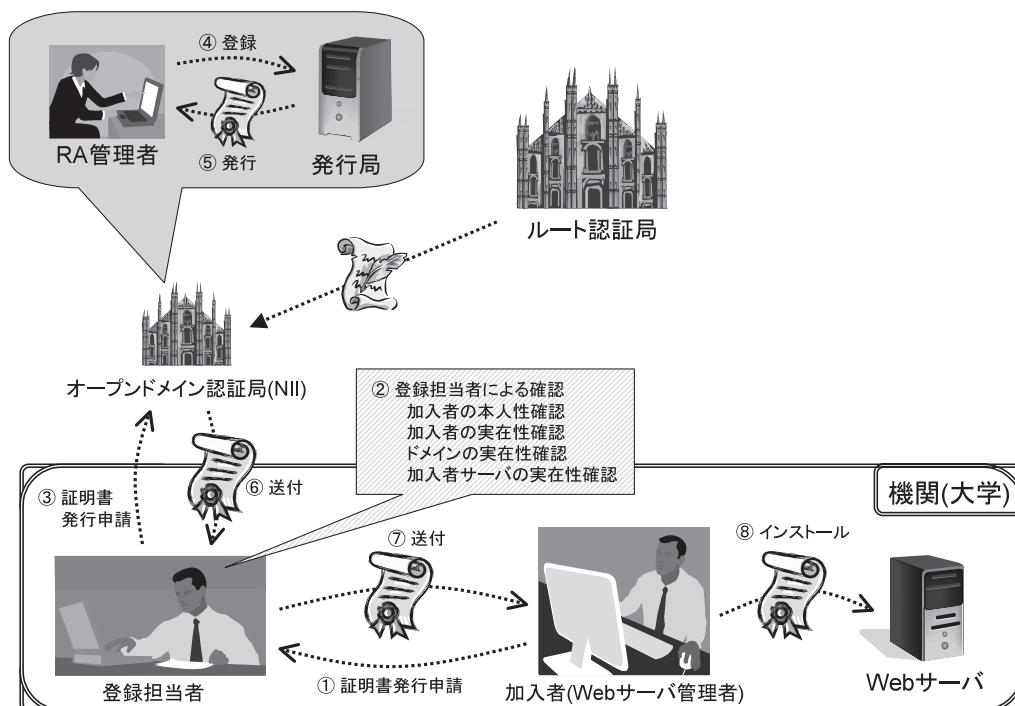 ④ 登録
RA管理者
⑤ 発行
発行局
ルート認証局
オープンドメイン認証局(NII)
② 登録担当者による確認
加入者の本人性確認
加入者の実在性確認
ドメインの実在性確認
加入者サーバの実在性確認
機関(大学)
③ 証明書
発行申請
⑥ 送付
⑦ 送付
⑧ インストール
① 証明書発行申請
登録担当者
加入者(Webサーバ管理者)
Webサーバ